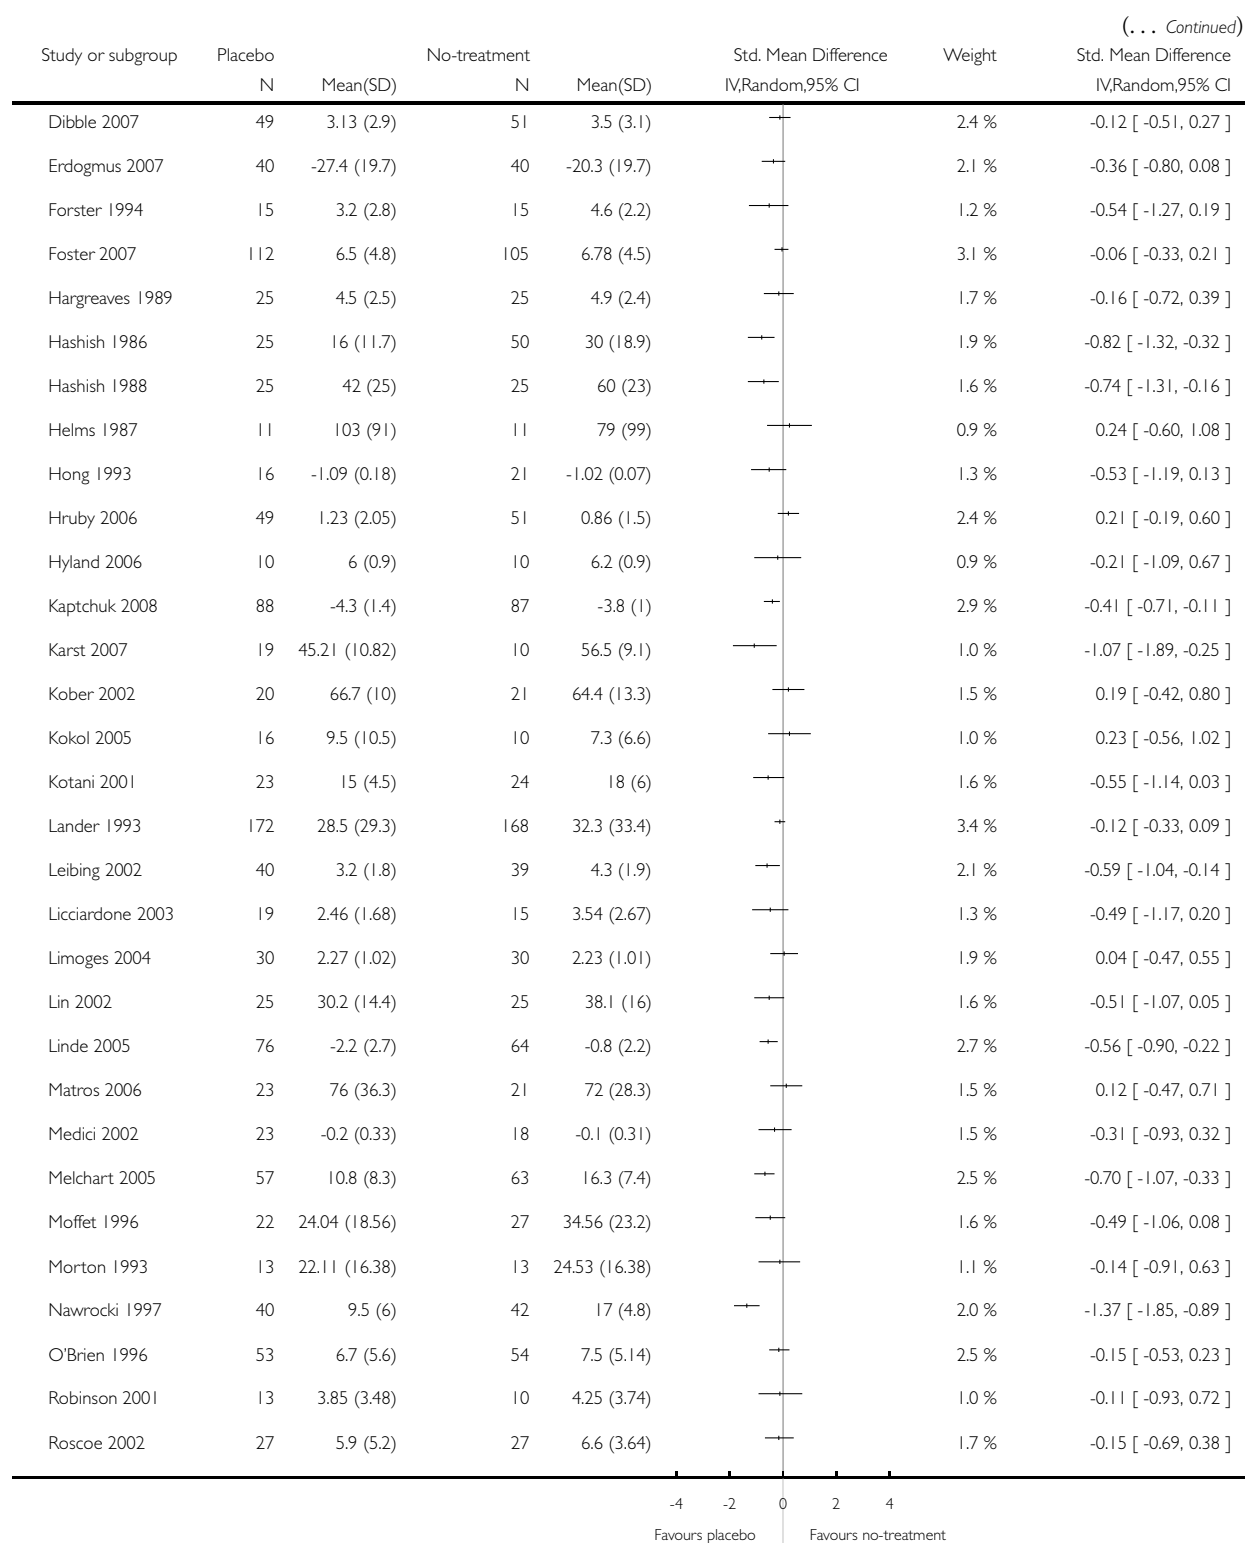 (... Continued)
Study or subgroup Placebo No-treatment Std. Mean Difference Weight Std. Mean Difference
N Mean(SD) N Mean(SD) IV,Random,95% CI IV,Random,95% CI
Dibble 2007 49 3.13 (2.9) 51 3.5 (3.1) 2.4 % -0.12 [ -0.51, 0.27 ]
Erdogmus 2007 40 -27.4 (19.7) 40 -20.3 (19.7) 2.1 % -0.36 [ -0.80, 0.08 ]
Forster 1994 15 3.2 (2.8) 15 4.6 (2.2) 1.2 % -0.54 [ -1.27, 0.19 ]
Foster 2007 112 6.5 (4.8) 105 6.78 (4.5) 3.1 % -0.06 [ -0.33, 0.21 ]
Hargreaves 1989 25 4.5 (2.5) 25 4.9 (2.4) 1.7 % -0.16 [ -0.72, 0.39 ]
Hashish 1986 25 16 (11.7) 50 30 (18.9) 1.9 % -0.82 [ -1.32, -0.32 ]
Hashish 1988 25 42 (25) 25 60 (23) 1.6 % -0.74 [ -1.31, -0.16 ]
Helms 1987 11 103 (91) 11 79 (99) 0.9 % 0.24 [ -0.60, 1.08 ]
Hong 1993 16 -1.09 (0.18) 21 -1.02 (0.07) 1.3 % -0.53 [ -1.19, 0.13 ]
Hruby 2006 49 1.23 (2.05) 51 0.86 (1.5) 2.4 % 0.21 [ -0.19, 0.60 ]
Hyland 2006 10 6 (0.9) 10 6.2 (0.9) 0.9 % -0.21 [ -1.09, 0.67 ]
Kaptchuk 2008 88 -4.3 (1.4) 87 -3.8 (1) 2.9 % -0.41 [ -0.71, -0.11 ]
Karst 2007 19 45.21 (10.82) 10 56.5 (9.1) 1.0 % -1.07 [ -1.89, -0.25 ]
Kober 2002 20 66.7 (10) 21 64.4 (13.3) 1.5 % 0.19 [ -0.42, 0.80 ]
Kokol 2005 16 9.5 (10.5) 10 7.3 (6.6) 1.0 % 0.23 [ -0.56, 1.02 ]
Kotani 2001 23 15 (4.5) 24 18 (6) 1.6 % -0.55 [ -1.14, 0.03 ]
Lander 1993 172 28.5 (29.3) 168 32.3 (33.4) 3.4 % -0.12 [ -0.33, 0.09 ]
Leibing 2002 40 3.2 (1.8) 39 4.3 (1.9) 2.1 % -0.59 [ -1.04, -0.14 ]
Licciardone 2003 19 2.46 (1.68) 15 3.54 (2.67) 1.3 % -0.49 [ -1.17, 0.20 ]
Limoges 2004 30 2.27 (1.02) 30 2.23 (1.01) 1.9 % 0.04 [ -0.47, 0.55 ]
Lin 2002 25 30.2 (14.4) 25 38.1 (16) 1.6 % -0.51 [ -1.07, 0.05 ]
Linde 2005 76 -2.2 (2.7) 64 -0.8 (2.2) 2.7 % -0.56 [ -0.90, -0.22 ]
Matros 2006 23 76 (36.3) 21 72 (28.3) 1.5 % 0.12 [ -0.47, 0.71 ]
Medici 2002 23 -0.2 (0.33) 18 -0.1 (0.31) 1.5 % -0.31 [ -0.93, 0.32 ]
Melchart 2005 57 10.8 (8.3) 63 16.3 (7.4) 2.5 % -0.70 [ -1.07, -0.33 ]
Moffet 1996 22 24.04 (18.56) 27 34.56 (23.2) 1.6 % -0.49 [ -1.06, 0.08 ]
Morton 1993 13 22.11 (16.38) 13 24.53 (16.38) 1.1 % -0.14 [ -0.91, 0.63 ]
Nawrocki 1997 40 9.5 (6) 42 17 (4.8) 2.0 % -1.37 [ -1.85, -0.89 ]
O'Brien 1996 53 6.7 (5.6) 54 7.5 (5.14) 2.5 % -0.15 [ -0.53, 0.23 ]
Robinson 2001 13 3.85 (3.48) 10 4.25 (3.74) 1.0 % -0.11 [ -0.93, 0.72 ]
Roscoe 2002 27 5.9 (5.2) 27 6.6 (3.64) 1.7 % -0.15 [ -0.69, 0.38 ]
-4 -2 0 2 4
Favours placebo Favours no-treatment